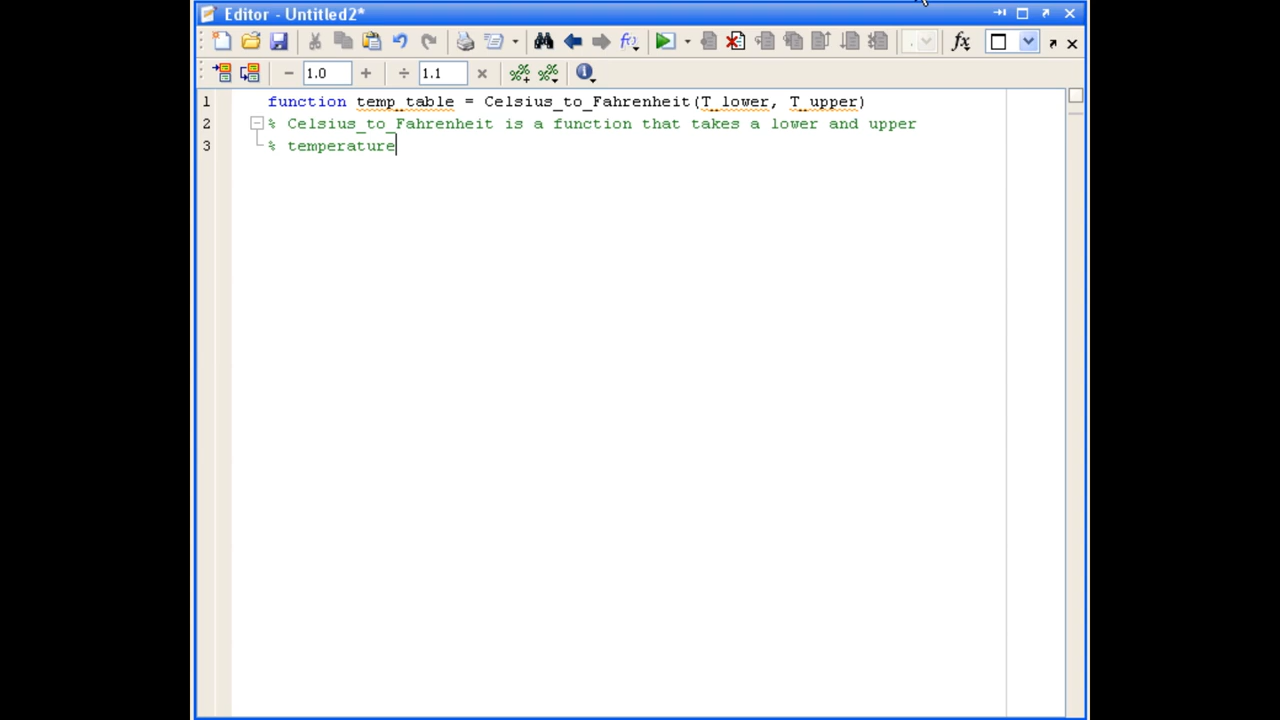 Editor - Untitled2*
1.0
1.1
fx
1 function temp_table = Celsius_to_Fahrenheit(T_lower, T_upper)
2 % Celsius_to_Fahrenheit is a function that takes a lower and upper
3 % temperature